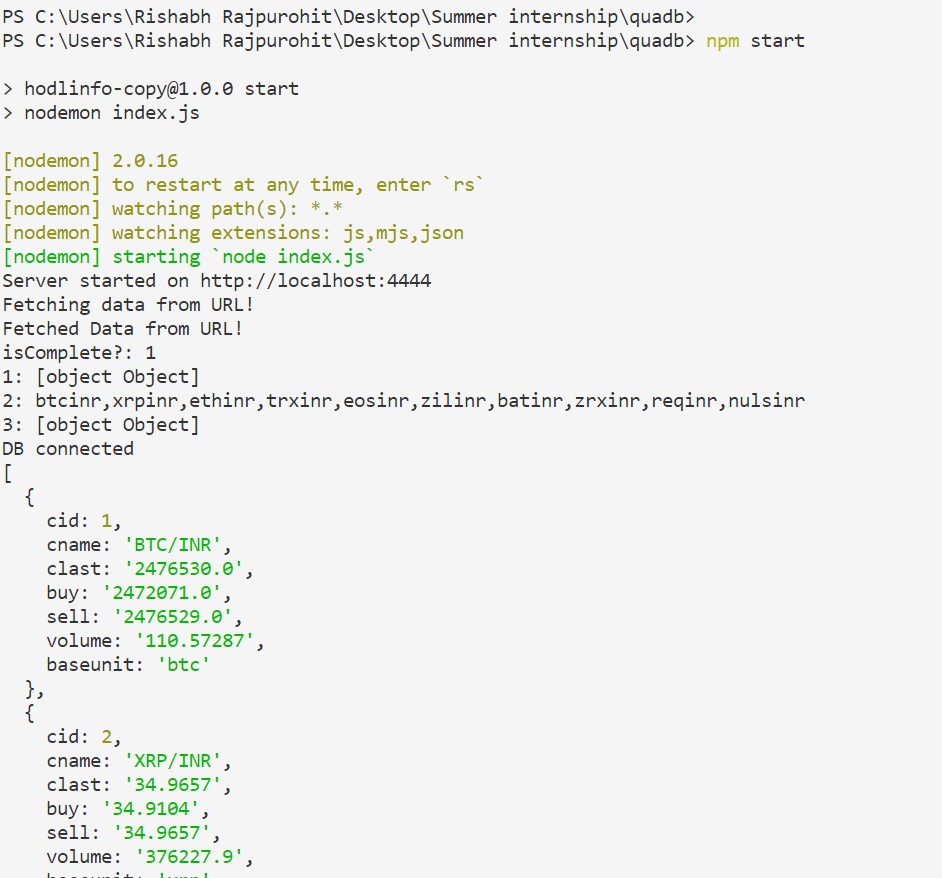 PS C:\Users\Rishabh Rajpurohit\Desktop\Summer internship\quadb>
PS C:\Users\Rishabh Rajpurohit\Desktop\Summer internship\quadb> npm start
> hodlinfo-copy@1.0.0 start
> nodemon index.js
[nodemon] 2.0.16
[nodemon] to restart at any time, enter `rs`
[nodemon] watching path(s): *.*
[nodemon] watching extensions: js,mjs,json
[nodemon] starting `node index.js`
Server started on http://localhost:4444
Fetching data from URL!
Fetched Data from URL!
isComplete?: 1
1: [object Object]
2: btcinr,xrpinr,ethinr,trxinr,eosinr,zilinr,batinr,zrxinr,reqinr,nulsinr
3: [object Object]
DB connected
[
  {
    cid: 1,
    cname: 'BTC/INR',
    clast: '2476530.0',
    buy: '2472071.0',
    sell: '2476529.0',
    volume: '110.57287',
    baseunit: 'btc'
  },
  {
    cid: 2,
    cname: 'XRP/INR',
    clast: '34.9657',
    buy: '34.9104',
    sell: '34.9657',
    volume: '376227.9',